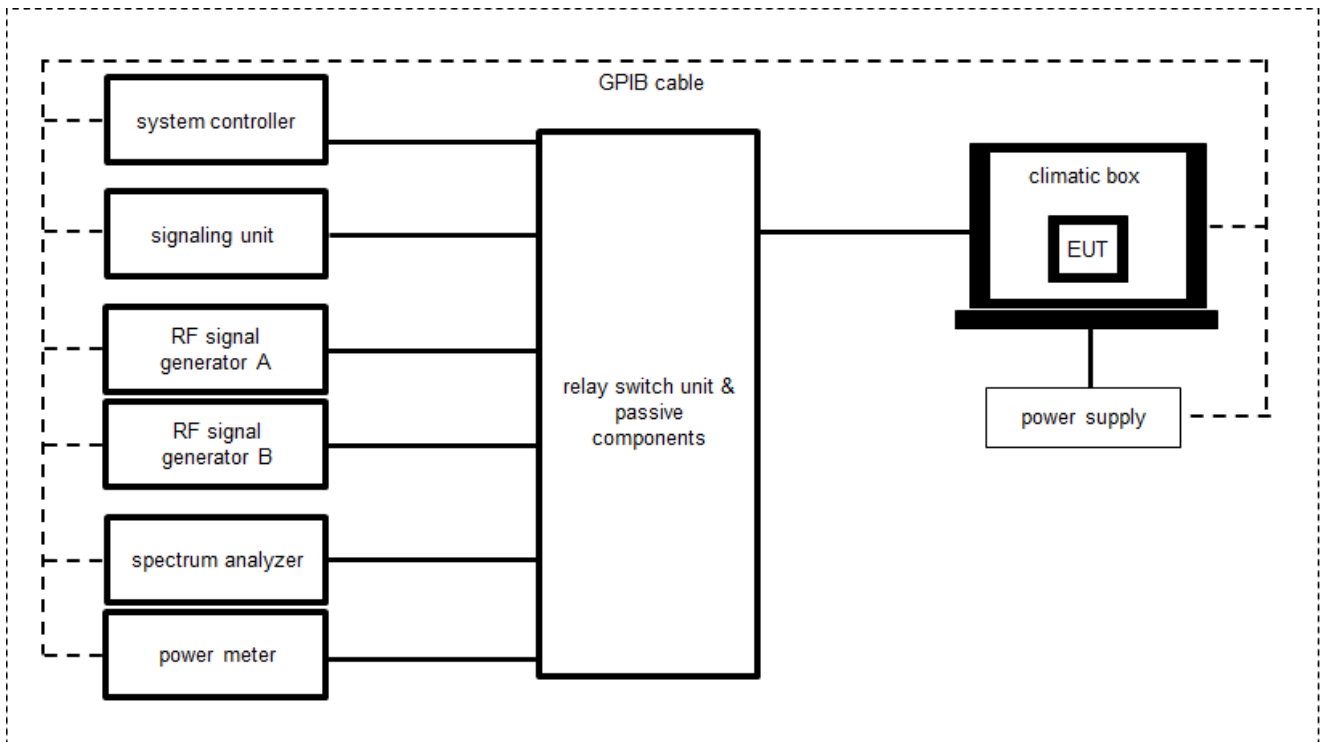 GPIB cable
system controller
signaling unit
RF signal
generator A
RF signal
generator B
spectrum analyzer
power meter
relay switch unit &
passive
components
climatic box
EUT
power supply